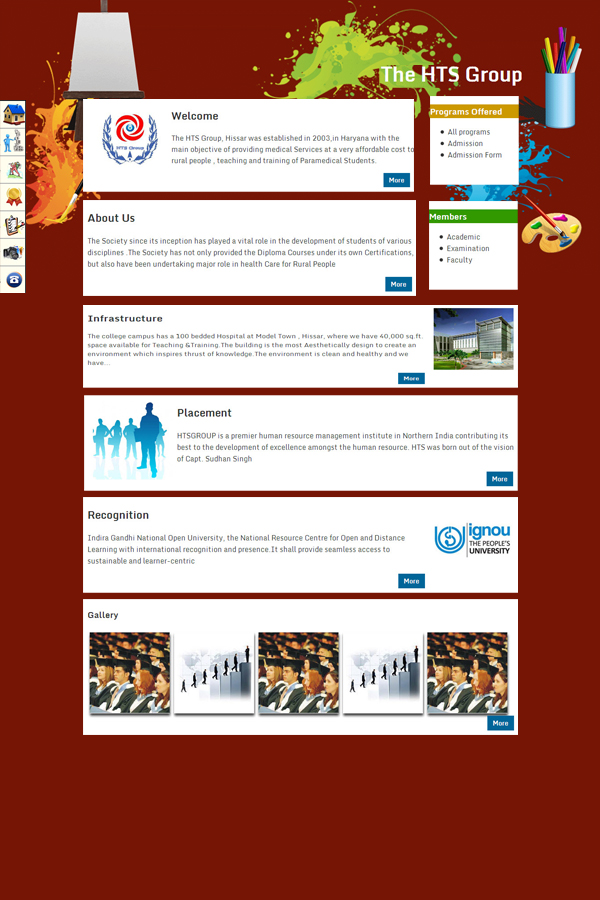 The HTS Group
Welcome
The HTS Group, Hissar was established in 2003,in Haryana with the
main objective of providing medical Services at a very affordable cost to
rural people , teaching and training of Paramedical Students.
More
HTS Group
Programs Offered
All programs
Admission
Admission Form
About Us
The Society since its inception has played a vital role in the development of students of various
disciplines .The Society has not only provided the Diploma Courses under its own Certifications,
but also have been undertaking major role in health Care for Rural People
More
Members
Academic
Examination
Faculty
Infrastructure
The college campus has a 100 bedded Hospital at Model Town , Hissar, where we have 40,000 sq.ft.
space available for Teaching &Training.The building is the most Aesthetically design to create an
environment which inspires thrust of knowledge.The environment is clean and healthy and we
have...
More
Placement
HTSGROUP is a premier human resource management institute in Northern India contributing its
best to the development of excellence amongst the human resource. HTS was born out of the vision
of Capt. Sudhan Singh
More
Recognition
Indira Gandhi National Open University, the National Resource Centre for Open and Distance
Learning with international recognition and presence.It shall provide seamless access to
sustainable and learner-centric
More
ignou
THE PEOPLE'S
UNIVERSITY
Gallery
More